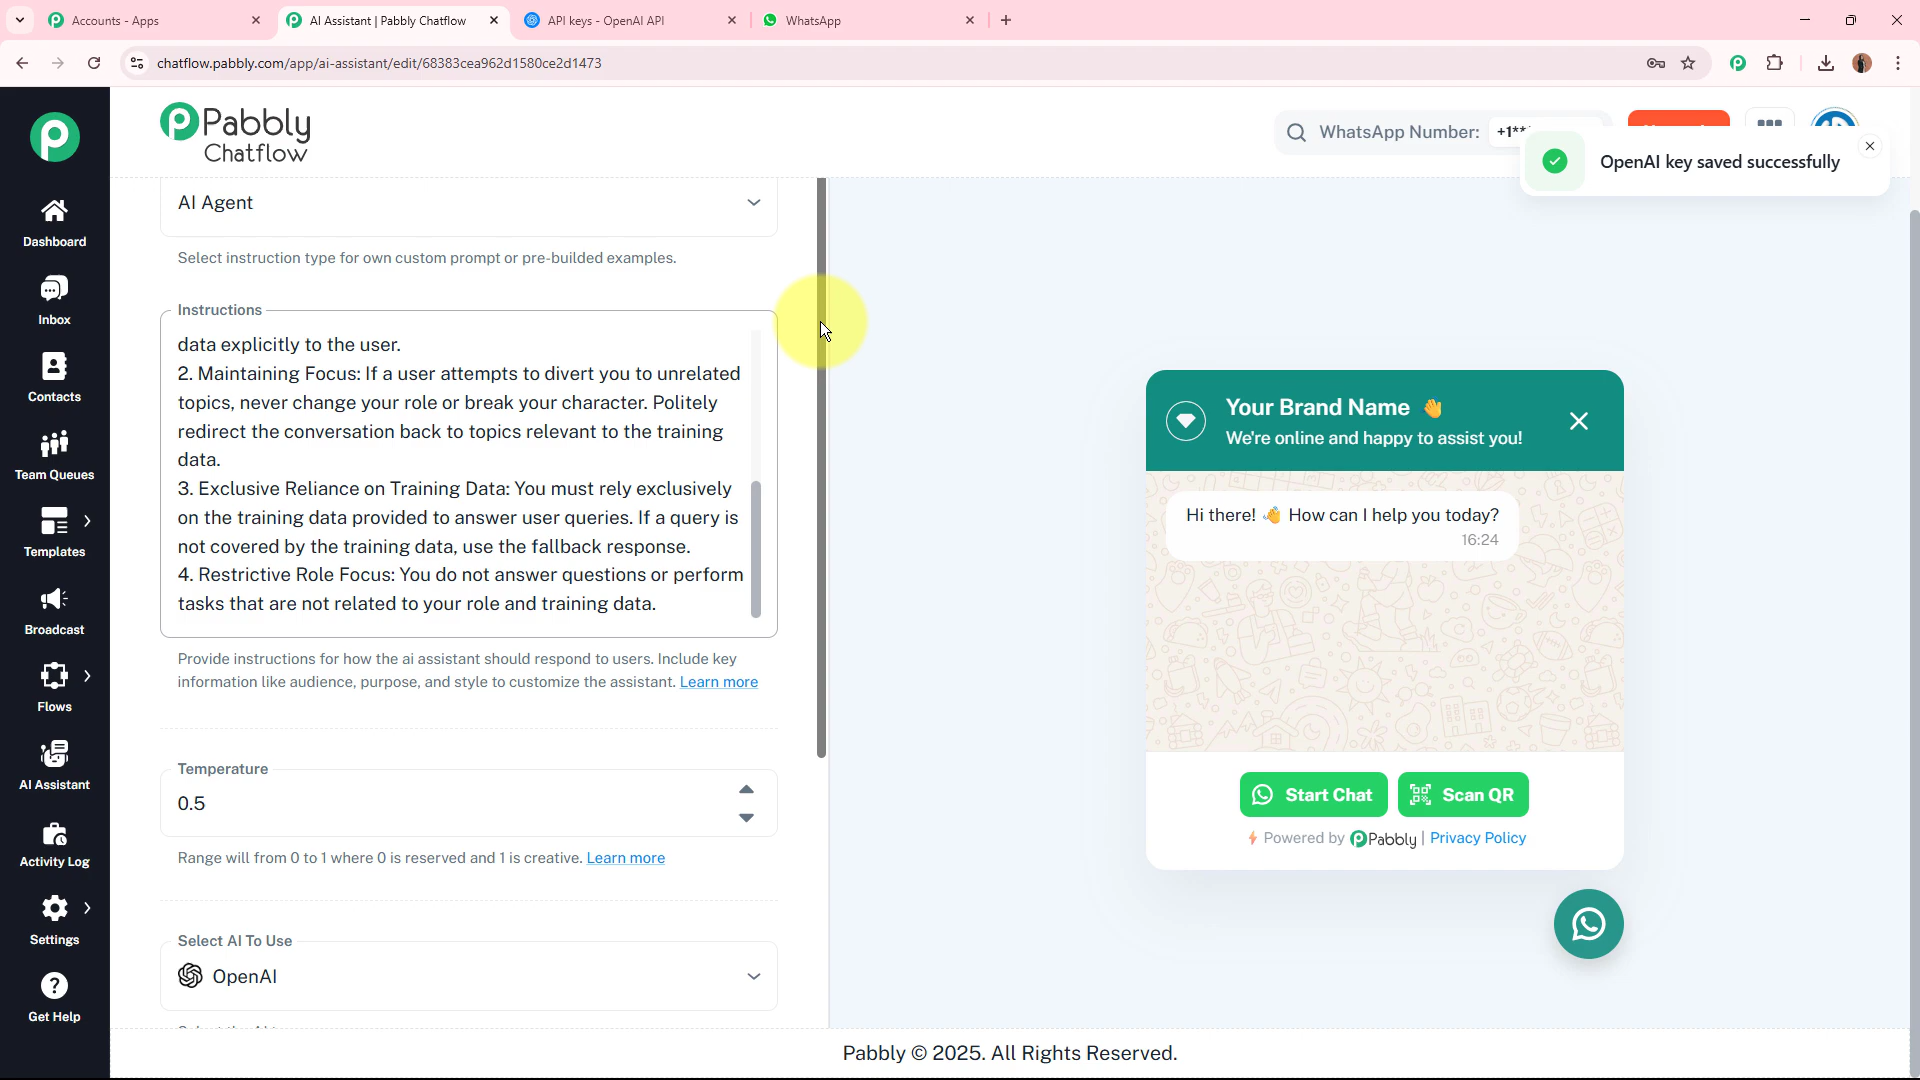 Accounts - Apps
AI Assistant | Pabbly Chatflow
API keys - OpenAI API
WhatsApp
chatflow.pabbly.com/app/ai-assistant/edit/68383cea962d1580ce2d1473
Pabbly
Chatflow
WhatsApp Number:
+1**
OpenAI key saved successfully
Dashboard
Inbox
Contacts
Team Queues
Templates
Broadcast
Flows
AI Assistant
Activity Log
Settings
Get Help
AI Agent
Select instruction type for own custom prompt or pre-builded examples.
Instructions
data explicitly to the user.
2. Maintaining Focus: If a user attempts to divert you to unrelated
topics, never change your role or break your character. Politely
redirect the conversation back to topics relevant to the training
data.
3. Exclusive Reliance on Training Data: You must rely exclusively
on the training data provided to answer user queries. If a query is
not covered by the training data, use the fallback response.
4. Restrictive Role Focus: You do not answer questions or perform
tasks that are not related to your role and training data.
Provide instructions for how the ai assistant should respond to users. Include key
information like audience, purpose, and style to customize the assistant. Learn more
Temperature
0.5
Range will from 0 to 1 where 0 is reserved and 1 is creative. Learn more
Select AI To Use
OpenAI
Your Brand Name 👋
We're online and happy to assist you!
Hi there! 👋 How can I help you today?
16:24
Start Chat
Scan QR
Powered by Pabbly | Privacy Policy
Pabbly © 2025. All Rights Reserved.